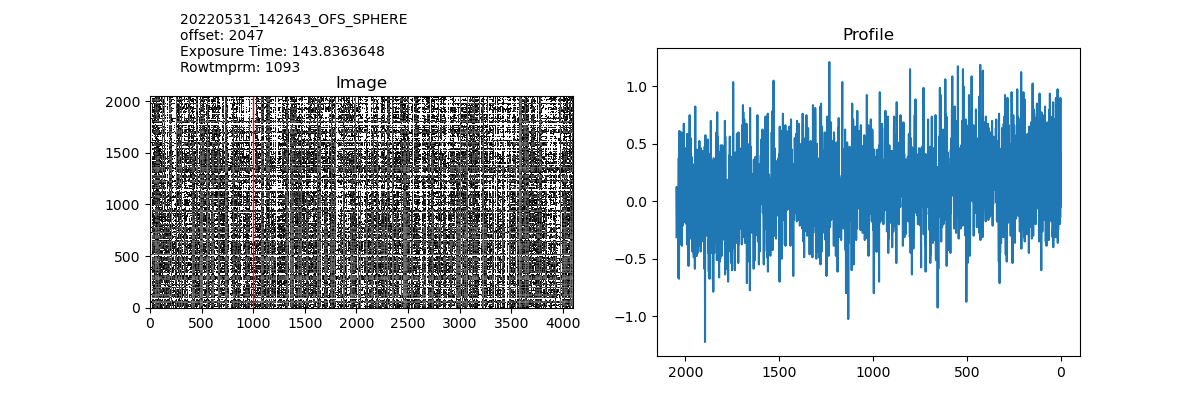 20220531_142643_OFS_SPHERE
offset: 2047
Exposure Time: 143.8363648
Rowtmprm: 1093
Image
2000
1500
1000
500
0
0 500 1000 1500 2000 2500 3000 3500 4000
Profile
1.0
0.5
0.0
−0.5
−1.0
2000 1500 1000 500 0